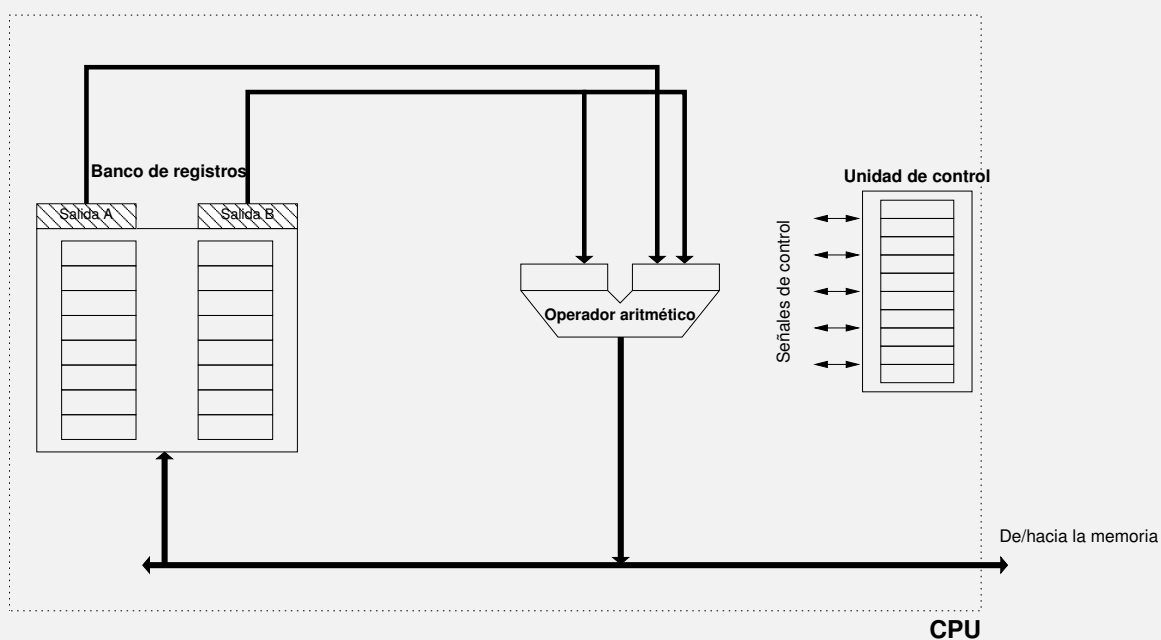 Banco de registros
Unidad de control
Salida A
Salida B
Señales de control
Operador aritmético
De/hacia la memoria
CPU